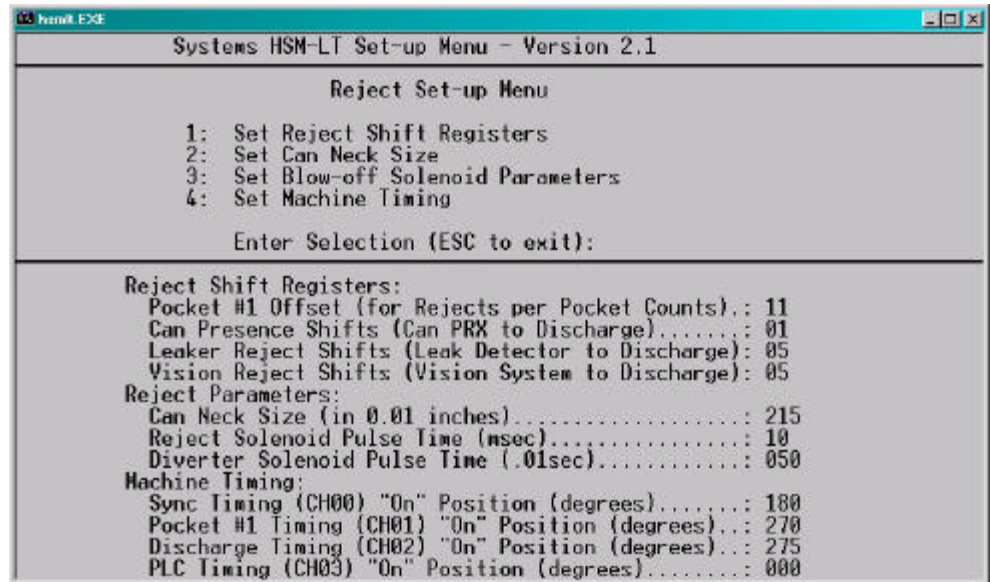 hsmlt.EXE
Systems HSM-LT Set-up Menu - Version 2.1
Reject Set-up Menu
1: Set Reject Shift Registers
2: Set Can Neck Size
3: Set Blow-off Solenoid Parameters
4: Set Machine Timing
Enter Selection (ESC to exit):
Reject Shift Registers:
Pocket #1 Offset (for Rejects per Pocket Counts).: 11
Can Presence Shifts (Can PRX to Discharge).......: 01
Leaker Reject Shifts (Leak Detector to Discharge): 05
Vision Reject Shifts (Vision System to Discharge): 05
Reject Parameters:
Can Neck Size (in 0.01 inches)...................: 215
Reject Solenoid Pulse Time (msec)................: 10
Diverter Solenoid Pulse Time (.01sec)............: 050
Machine Timing:
Sync Timing (CH00) "On" Position (degrees).......: 180
Pocket #1 Timing (CH01) "On" Position (degrees)..: 270
Discharge Timing (CH02) "On" Position (degrees)..: 275
PLC Timing (CH03) "On" Position (degrees)........: 000